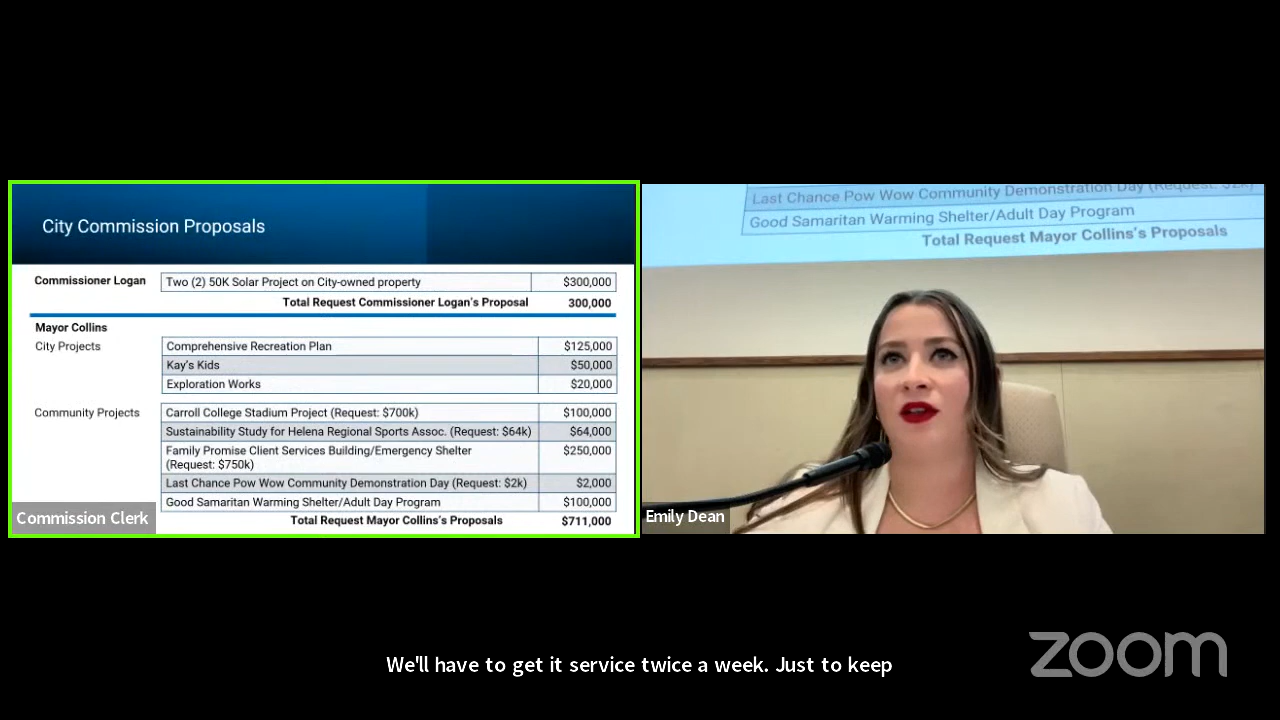 City Commission Proposals
Commissioner Logan Two (2) 50K Solar Project on City-owned property $300,000
Total Request Commissioner Logan's Proposal 300,000
Mayor Collins
City Projects Comprehensive Recreation Plan $125,000
Kay's Kids $50,000
Exploration Works $20,000
Community Projects Carroll College Stadium Project (Request: $700k) $100,000
Sustainability Study for Helena Regional Sports Assoc. (Request: $64k) $64,000
Family Promise Client Services Building/Emergency Shelter $250,000
(Request: $750k)
Last Chance Pow Wow Community Demonstration Day (Request: $2k) $2,000
Good Samaritan Warming Shelter/Adult Day Program $100,000
Total Request Mayor Collins's Proposals $711,000
Commission Clerk
Last Chance Pow Wow Community Demonstration Day (Request: $2k)
Good Samaritan Warming Shelter/Adult Day Program
Total Request Mayor Collins's Proposals
Emily Dean
We'll have to get it service twice a week. Just to keep
zoom